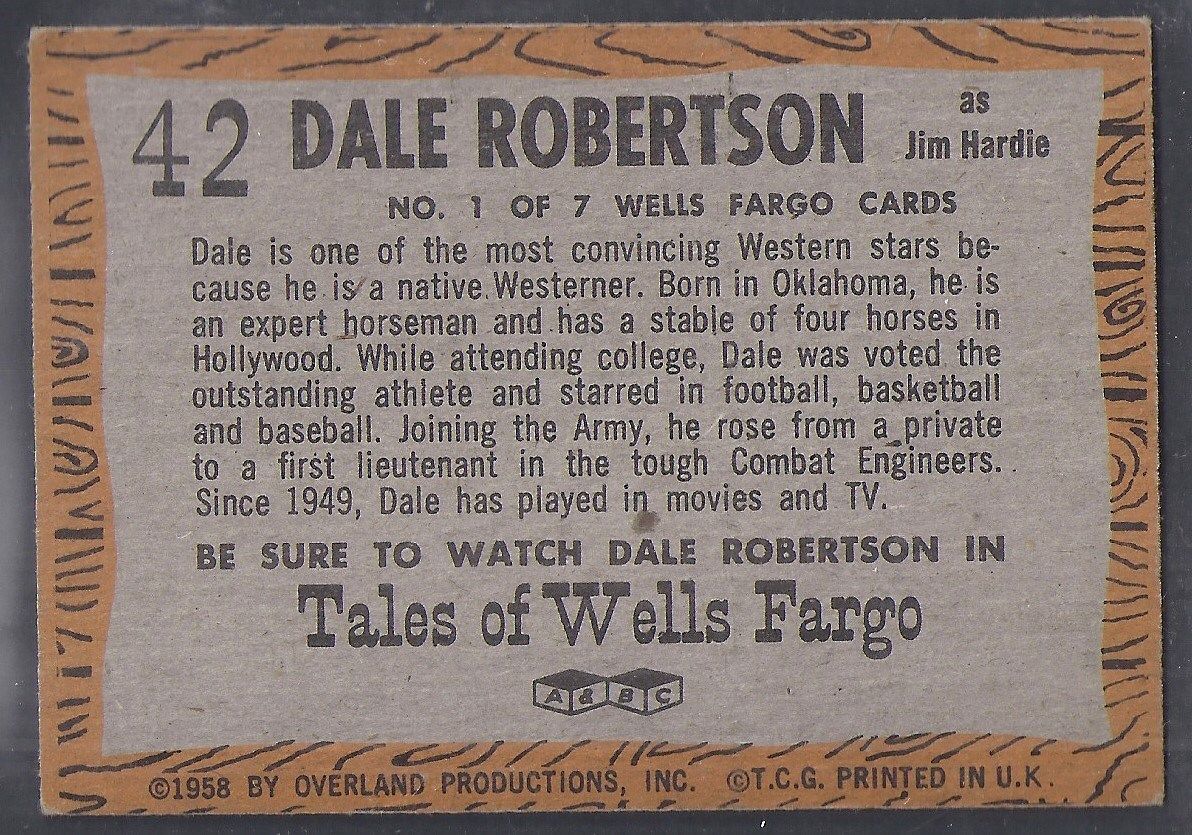 42 DALE ROBERTSON as Jim Hardie
NO. 1 OF 7 WELLS FARGO CARDS
Dale is one of the most convincing Western stars be-
cause he is a native Westerner. Born in Oklahoma, he is
an expert horseman and has a stable of four horses in
Hollywood. While attending college, Dale was voted the
outstanding athlete and starred in football, basketball
and baseball. Joining the Army, he rose from a private
to a first lieutenant in the tough Combat Engineers.
Since 1949, Dale has played in movies and TV.
BE SURE TO WATCH DALE ROBERTSON IN
Tales of Wells Fargo
A & B C
©1958 BY OVERLAND PRODUCTIONS, INC. ©T.C.G. PRINTED IN U.K.